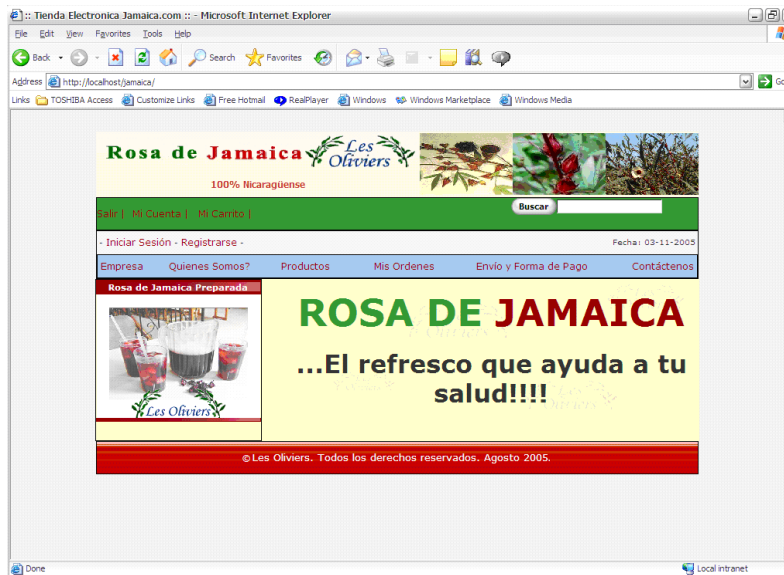 :: Tienda Electronica Jamaica.com :: - Microsoft Internet Explorer
File Edit View Favorites Tools Help
Back Search Favorites
Address http://localhost/jamaica/ Go
Links TOSHIBA Access Customize Links Free Hotmail RealPlayer Windows Windows Marketplace Windows Media
Rosa de Jamaica Les Oliviers
100% Nicaragüense
Buscar
Salir | Mi Cuenta | Mi Carrito |
- Iniciar Sesión - Registrarse - Fecha: 03-11-2005
Empresa Quienes Somos? Productos Mis Ordenes Envío y Forma de Pago Contáctenos
Rosa de Jamaica Preparada
Les Oliviers
ROSA DE JAMAICA
...El refresco que ayuda a tu
salud!!!!
© Les Oliviers. Todos los derechos reservados. Agosto 2005.
Done Local intranet